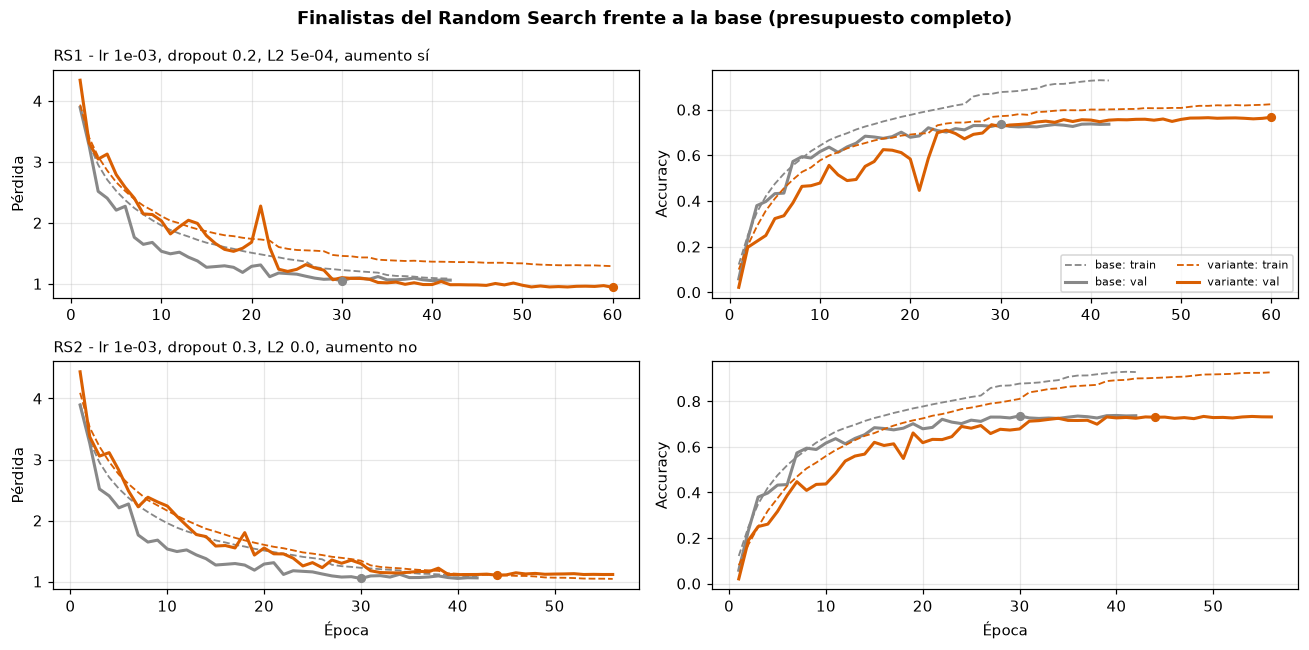 Finalistas del Random Search frente a la base (presupuesto completo)
RS1 - lr 1e-03, dropout 0.2, L2 5e-04, aumento sí
Pérdida
4
3
2
1
0 10 20 30 40 50 60
Accuracy
0.8
0.6
0.4
0.2
0.0
base: train variante: train
base: val variante: val
0 10 20 30 40 50 60
RS2 - lr 1e-03, dropout 0.3, L2 0.0, aumento no
Pérdida
4
3
2
1
0 10 20 30 40 50
Época
Accuracy
0.8
0.6
0.4
0.2
0.0
0 10 20 30 40 50
Época